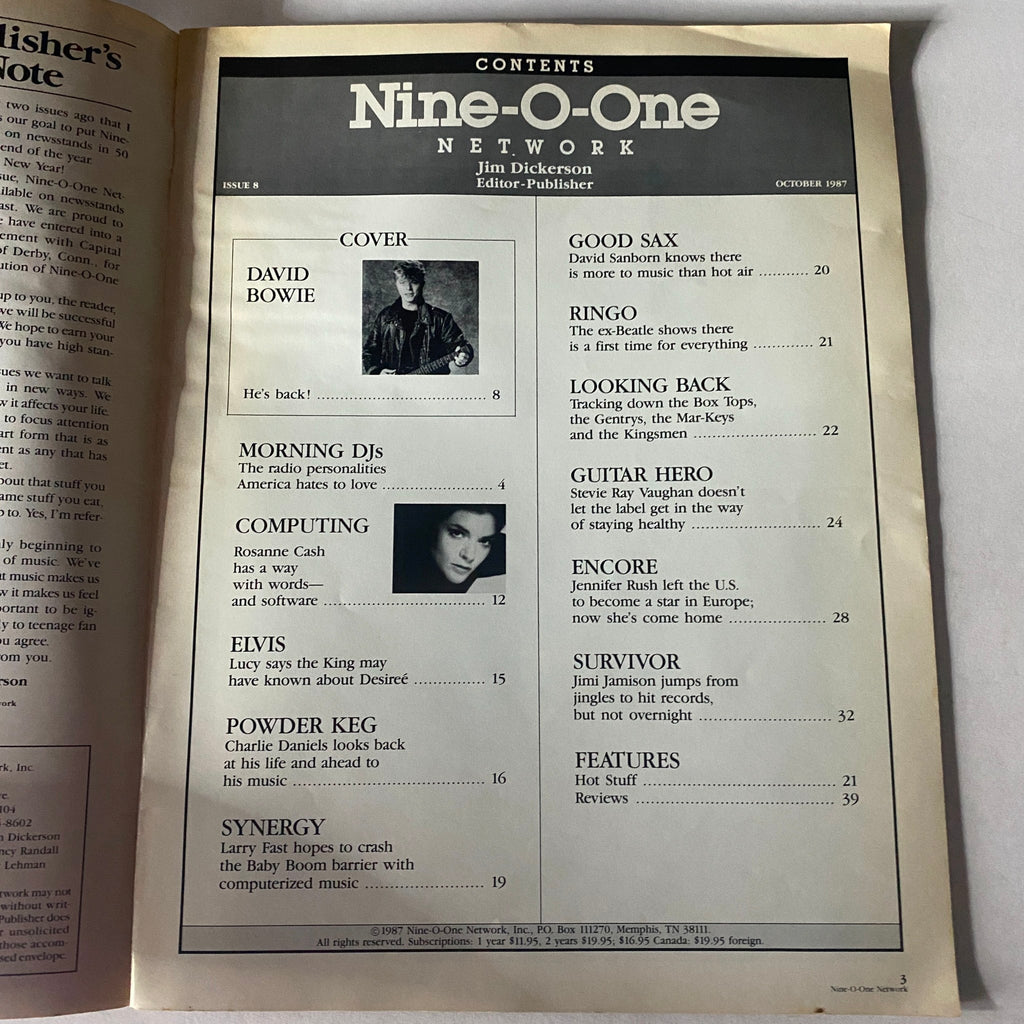 lisher's
Note
two issues ago that I
s our goal to put Nine-
on newsstands in 50
end of the year.
New Year!
sue, Nine-O-One Net-
ilable on newsstands
ast. We are proud to
e have entered into a
ement with Capital
of Derby, Conn., for
ution of Nine-O-One
up to you, the reader,
we will be successful
We hope to earn your
you have high stan-
ues we want to talk
in new ways. We
w it affects your life.
to focus attention
art form that is as
ent as any that has
et.
bout that stuff you
ame stuff you eat,
p to. Yes, I'm refer-
ly beginning to
of music. We've
at music makes us
w it makes us feel
ortant to be ig-
ly to teenage fan
ou agree.
rom you.
rson
work
rk, Inc.
e.
104
-8602
n Dickerson
ncy Randall
Lehman
twork may not
without writ-
Publisher does
r unsolicited
those accom-
sed envelope.
CONTENTS
Nine-O-One
NETWORK
Jim Dickerson
Editor-Publisher
ISSUE 8
OCTOBER 1987
COVER
DAVID
BOWIE
He's back! .................................... 8
MORNING DJs
The radio personalities
America hates to love ........................ 4
COMPUTING
Rosanne Cash
has a way
with words—
and software .................................. 12
ELVIS
Lucy says the King may
have known about Desireé ............... 15
POWDER KEG
Charlie Daniels looks back
at his life and ahead to
his music ........................................ 16
SYNERGY
Larry Fast hopes to crash
the Baby Boom barrier with
computerized music ........................ 19
GOOD SAX
David Sanborn knows there
is more to music than hot air ........... 20
RINGO
The ex-Beatle shows there
is a first time for everything ............. 21
LOOKING BACK
Tracking down the Box Tops,
the Gentrys, the Mar-Keys
and the Kingsmen ......................... 22
GUITAR HERO
Stevie Ray Vaughan doesn't
let the label get in the way
of staying healthy ........................... 24
ENCORE
Jennifer Rush left the U.S.
to become a star in Europe;
now she's come home ..................... 28
SURVIVOR
Jimi Jamison jumps from
jingles to hit records,
but not overnight ........................... 32
FEATURES
Hot Stuff ........................................ 21
Reviews .......................................... 39
©1987 Nine-O-One Network, Inc., P.O. Box 111270, Memphis, TN 38111.
All rights reserved. Subscriptions: 1 year $11.95, 2 years $19.95; $16.95 Canada; $19.95 foreign.
3
Nine-O-One Network